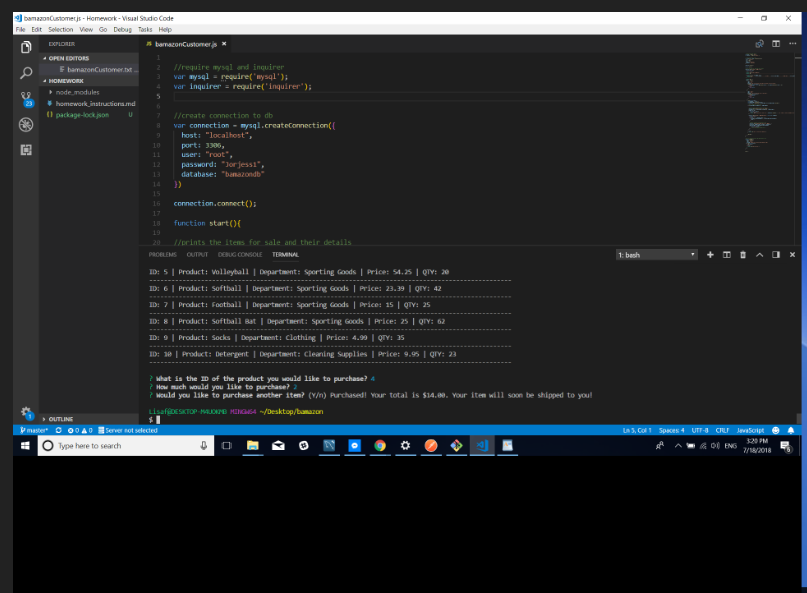 bamazonCustomer.js - Homework - Visual Studio Code
File Edit Selection View Go Debug Tasks Help
EXPLORER
OPEN EDITORS
bamazonCustomer.txt ...
HOMEWORK
node_modules
homework_instructions.md
package-lock.json U
23
1
OUTLINE
JS bamazonCustomer.js ×
1
2 //require mysql and inquirer
3 var mysql = require('mysql');
4 var inquirer = require('inquirer');
5
6
7 //create connection to db
8 var connection = mysql.createConnection({
9 host: "localhost",
10 port: 3306,
11 user: "root",
12 password: "Jorjess1",
13 database: "bamazondb"
14 })
15
16 connection.connect();
17
18 function start(){
19
20 //prints the items for sale and their details
PROBLEMS OUTPUT DEBUG CONSOLE TERMINAL
1: bash
ID: 5 | Product: Volleyball | Department: Sporting Goods | Price: 54.25 | QTY: 20
ID: 6 | Product: Softball | Department: Sporting Goods | Price: 23.39 | QTY: 42
ID: 7 | Product: Football | Department: Sporting Goods | Price: 15 | QTY: 25
ID: 8 | Product: Softball Bat | Department: Sporting Goods | Price: 25 | QTY: 62
ID: 9 | Product: Socks | Department: Clothing | Price: 4.99 | QTY: 35
ID: 10 | Product: Detergent | Department: Cleaning Supplies | Price: 9.95 | QTY: 23
? What is the ID of the product you would like to purchase? 4
? How much would you like to purchase? 2
? Would you like to purchase another item? (Y/n) Purchased! Your total is $14.00. Your item will soon be shipped to you!
MINGW64 ~/Desktop/bamazon
$
master* 0 0 Server not selected
Ln 5, Col 1 Spaces: 4 UTF-8 CRLF JavaScript
Type here to search
ENG
3:20 PM
7/18/2018